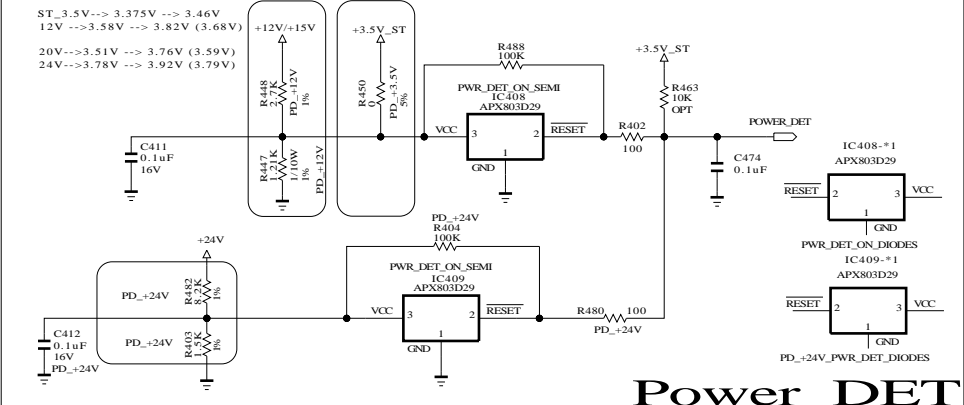 ST_3.5V--> 3.375V --> 3.46V
12V -->3.58V --> 3.82V (3.68V)
20V-->3.51V --> 3.76V (3.59V)
24V-->3.78V --> 3.92V (3.79V)
+12V/+15V
R448
2.7K
PD_+12V
1%
R447
1.21K
1/10W
1%
PD_+12V
+3.5V_ST
R450
0
PD_+3.5V
5%
C411
0.1uF
16V
R488
100K
PWR_DET_ON_SEMI
IC408
APX803D29
VCC
3
2
RESET
1
GND
R402
100
+3.5V_ST
R463
10K
OPT
POWER_DET
C474
0.1uF
IC408-*1
APX803D29
RESET
2
3
VCC
1
GND
PWR_DET_ON_DIODES
+24V
PD_+24V
R482
8.2K
1%
PD_+24V
R403
1.5K
1%
C412
0.1uF
16V
PD_+24V
PD_+24V
R404
100K
PWR_DET_ON_SEMI
IC409
APX803D29
VCC
3
2
RESET
1
GND
R480
100
PD_+24V
IC409-*1
APX803D29
RESET
2
3
VCC
1
GND
PD_+24V_PWR_DET_DIODES
Power_DET